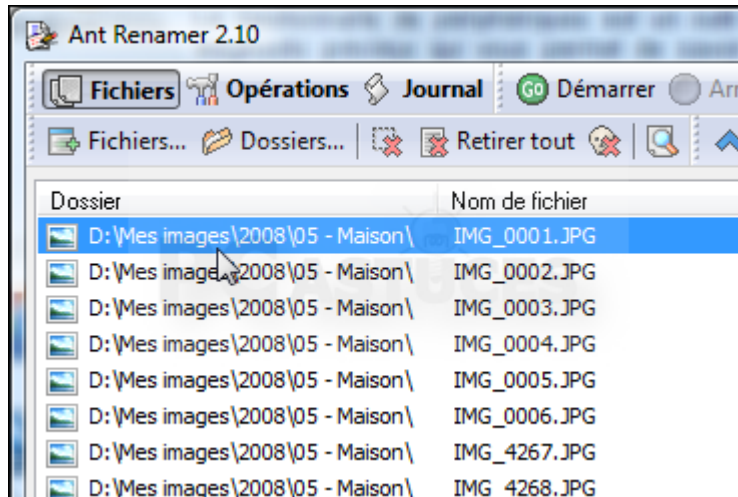 Ant Renamer 2.10
Fichiers Opérations Journal GO Démarrer Arr
Fichiers... Dossiers... Retirer tout
Dossier Nom de fichier
D:\Mes images\2008\05 - Maison\ IMG_0001.JPG
D:\Mes images\2008\05 - Maison\ IMG_0002.JPG
D:\Mes images\2008\05 - Maison\ IMG_0003.JPG
D:\Mes images\2008\05 - Maison\ IMG_0004.JPG
D:\Mes images\2008\05 - Maison\ IMG_0005.JPG
D:\Mes images\2008\05 - Maison\ IMG_0006.JPG
D:\Mes images\2008\05 - Maison\ IMG_4267.JPG
D:\Mes images\2008\05 - Maison\ IMG_4268.JPG
ASTUCES